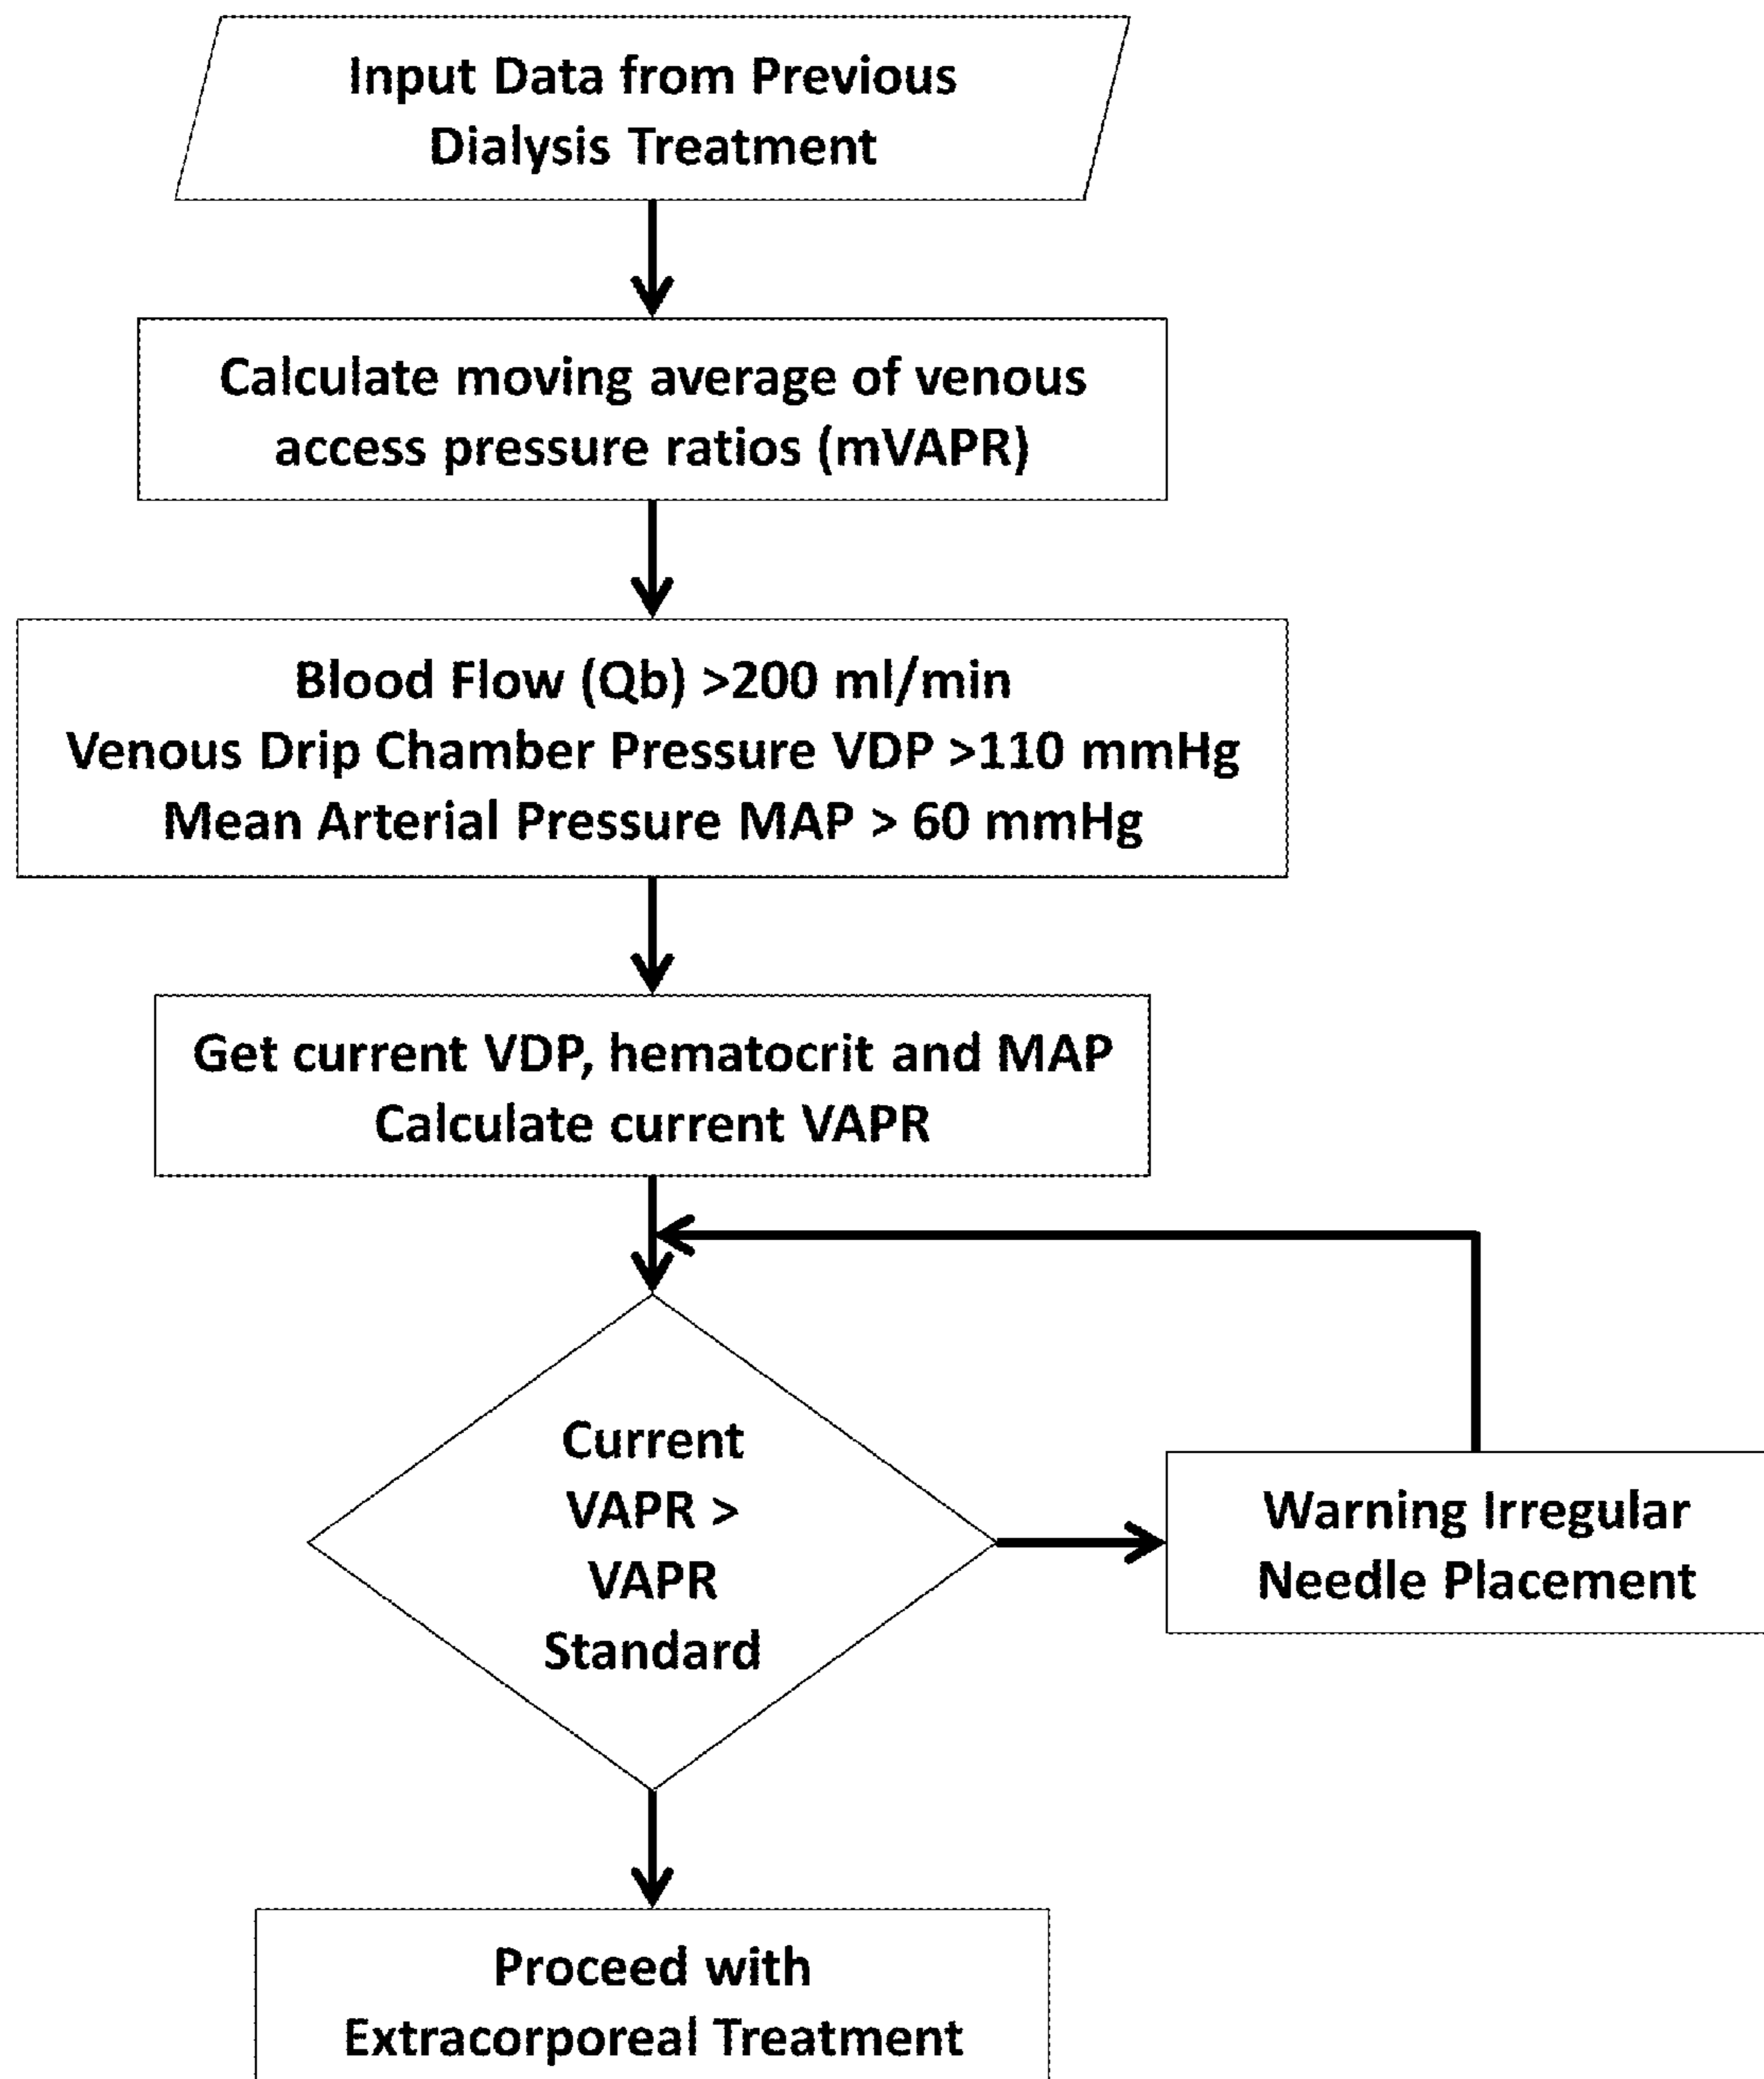 Input Data from Previous
Dialysis Treatment
Calculate moving average of venous
access pressure ratios (mVAPR)
Blood Flow (Qb) >200 ml/min
Venous Drip Chamber Pressure VDP >110 mmHg
Mean Arterial Pressure MAP > 60 mmHg
Get current VDP, hematocrit and MAP
Calculate current VAPR
Current
VAPR >
VAPR
Standard
Warning Irregular
Needle Placement
Proceed with
Extracorporeal Treatment